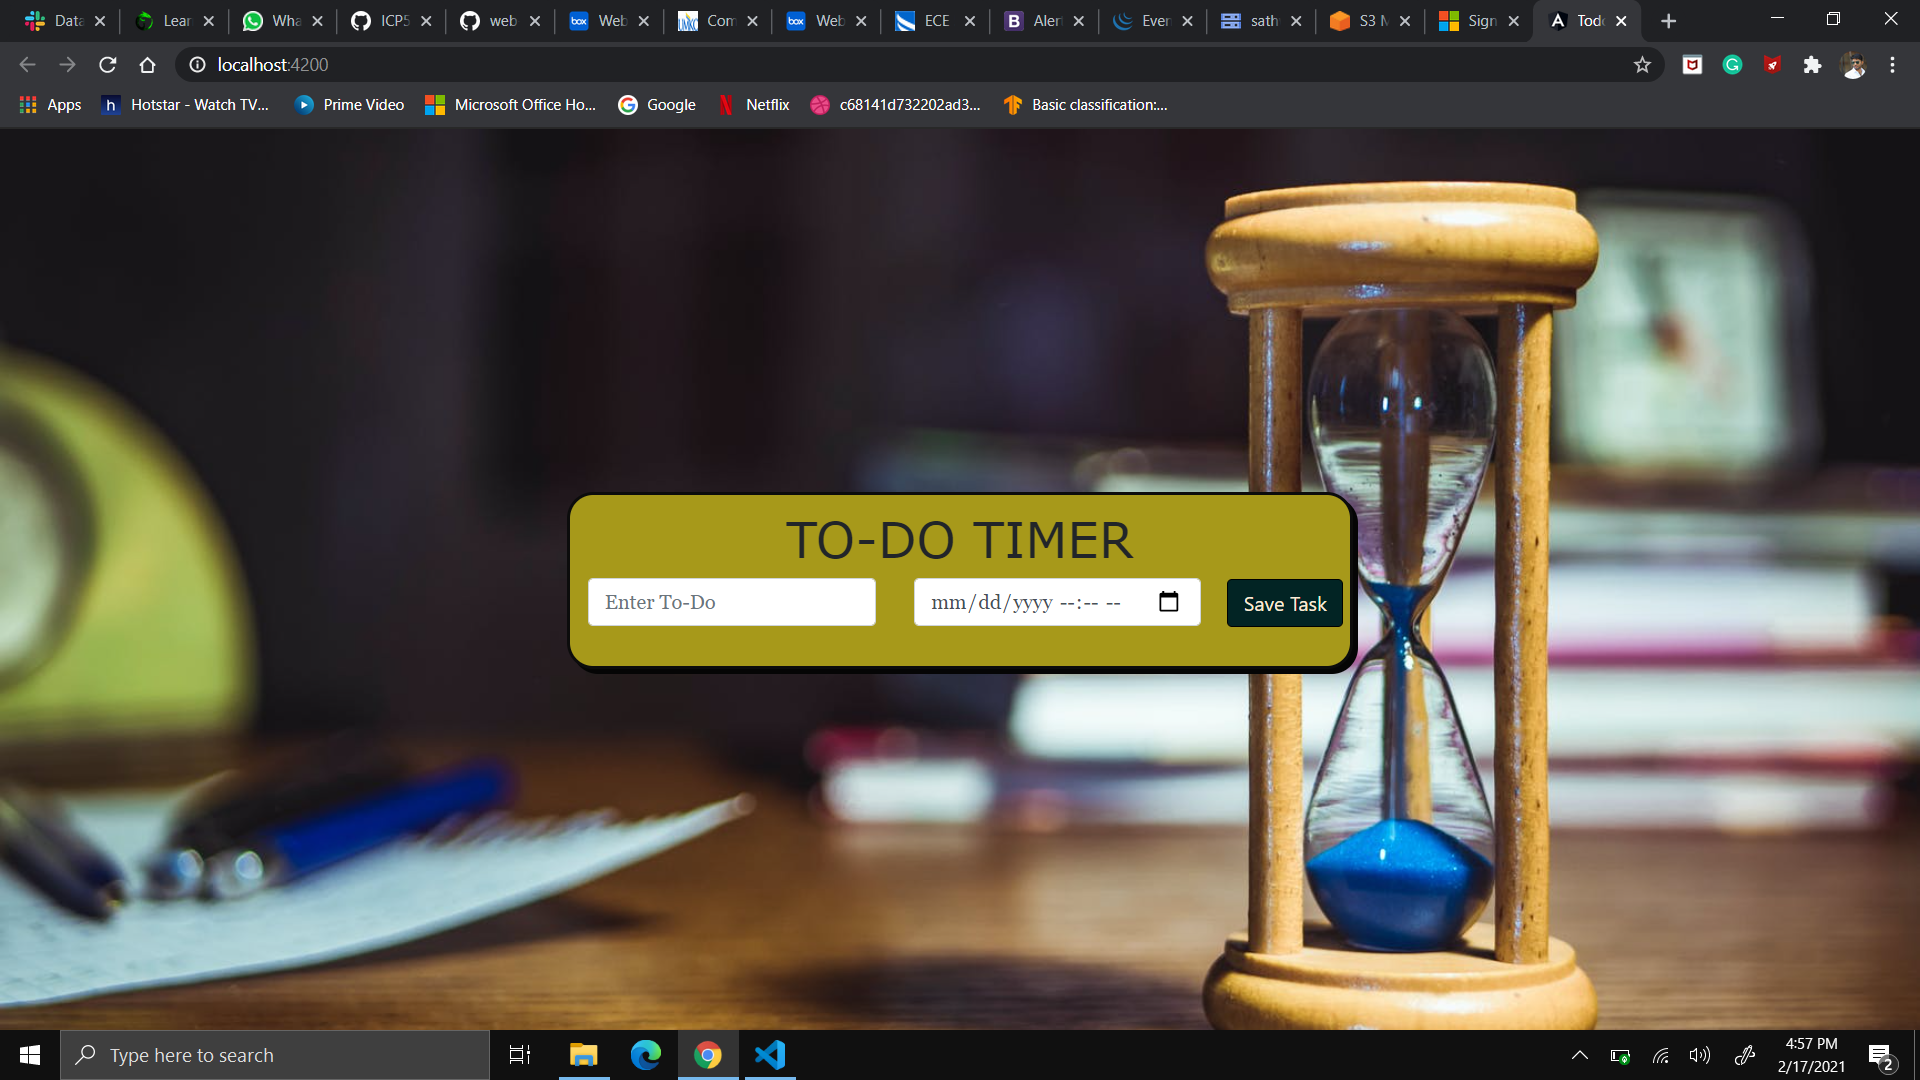 Data
Lear
Wha
ICP5
web
Web
Com
Web
ECE
Alert
Even
sath
S3 M
Sign
Todo
localhost:4200
Apps
Hotstar - Watch TV...
Prime Video
Microsoft Office Ho...
Google
Netflix
c68141d732202ad3...
Basic classification:...
TO-DO TIMER
Enter To-Do
mm/dd/yyyy --:-- --
Save Task
Type here to search
4:57 PM
2/17/2021
2